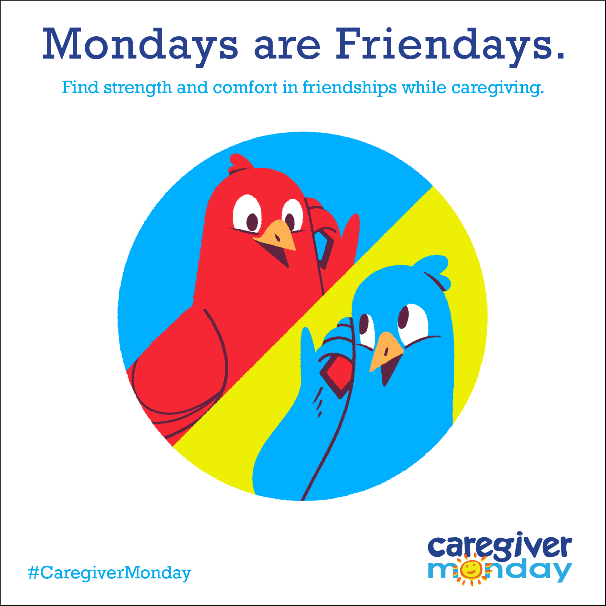 Mondays are Friendays.
Find strength and comfort in friendships while caregiving.
#CaregiverMonday
caregiver
monday